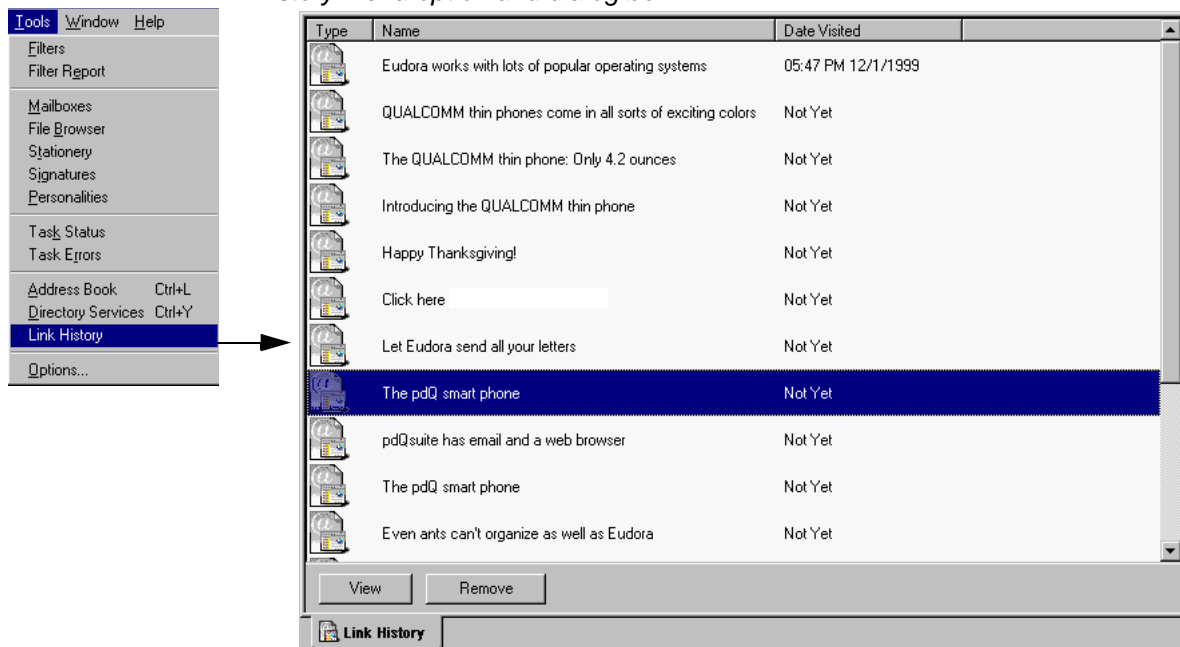 Tools Window Help
Filters
Filter Report
Mailboxes
File Browser
Stationery
Signatures
Personalities
Task Status
Task Errors
Address Book Ctrl+L
Directory Services Ctrl+Y
Link History
Options...
Type Name Date Visited
Eudora works with lots of popular operating systems 05:47 PM 12/1/1999
QUALCOMM thin phones come in all sorts of exciting colors Not Yet
The QUALCOMM thin phone: Only 4.2 ounces Not Yet
Introducing the QUALCOMM thin phone Not Yet
Happy Thanksgiving! Not Yet
Click here Not Yet
Let Eudora send all your letters Not Yet
The pdQ smart phone Not Yet
pdQsuite has email and a web browser Not Yet
The pdQ smart phone Not Yet
Even ants can't organize as well as Eudora Not Yet
View Remove
Link History